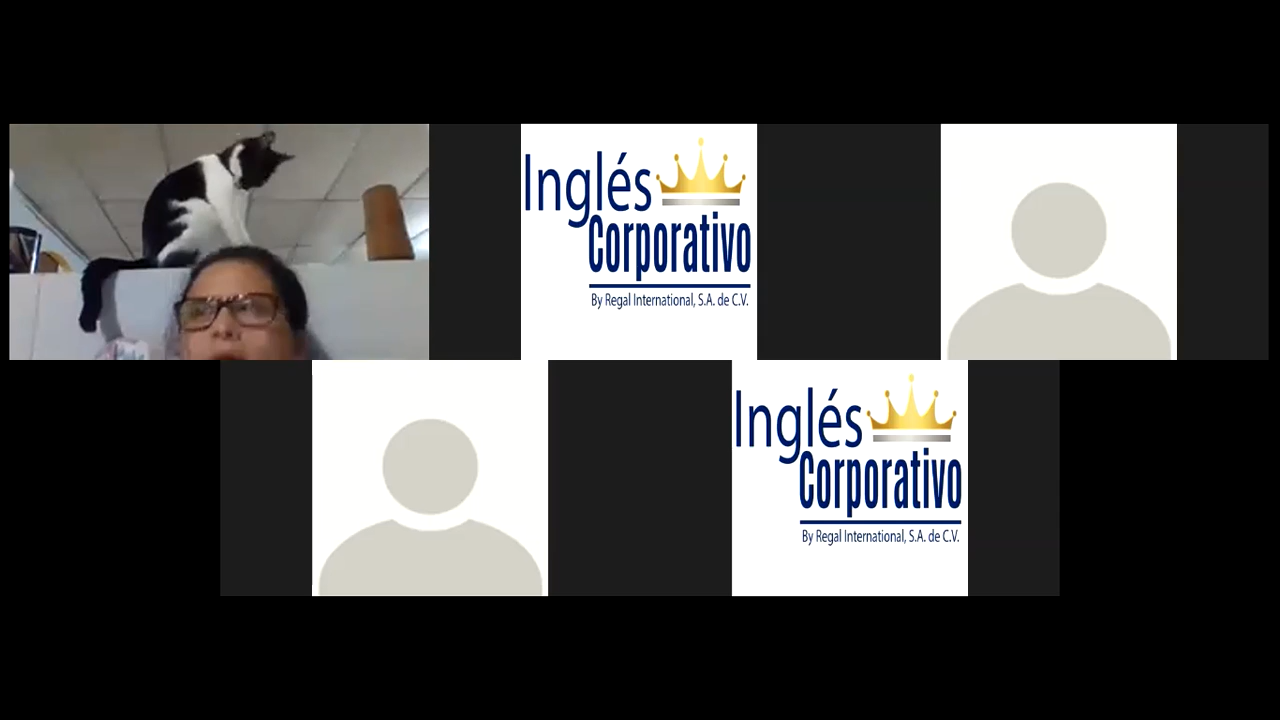 Inglés
Corporativo
By Regal International, S.A. de C.V.
Inglés
Corporativo
By Regal International, S.A. de C.V.